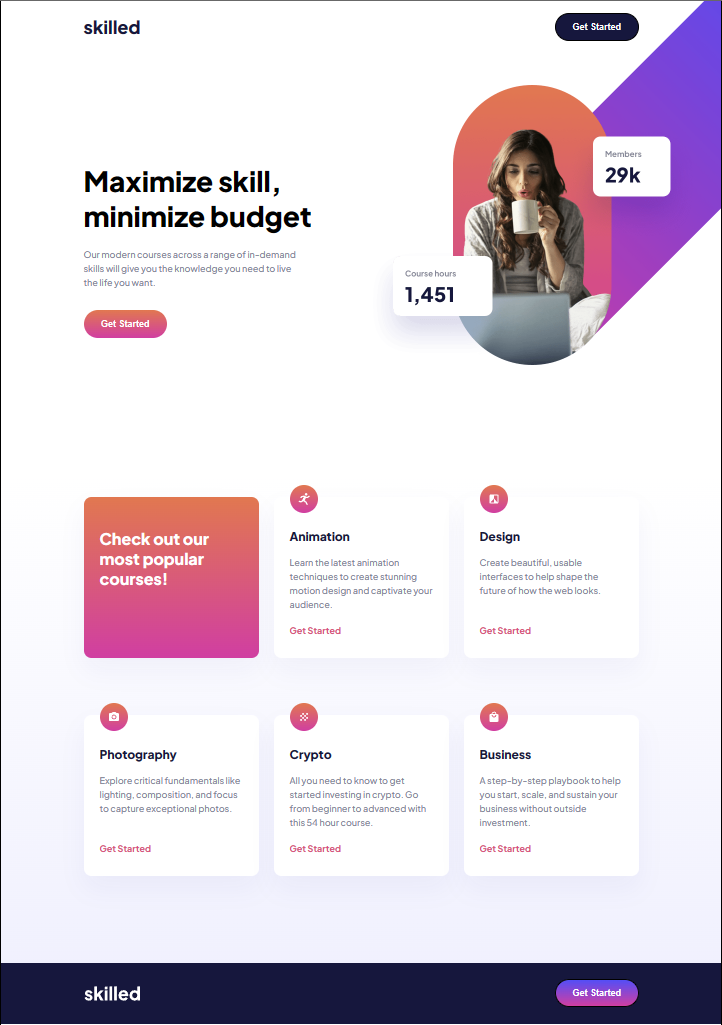 skilled
Get Started
Maximize skill,
minimize budget
Our modern courses across a range of in-demand
skills will give you the knowledge you need to live
the life you want.
Get Started
Members
29k
Course hours
1,451
Check out our
most popular
courses!
Animation
Learn the latest animation
techniques to create stunning
motion design and captivate your
audience.
Get Started
Design
Create beautiful, usable
interfaces to help shape the
future of how the web looks.
Get Started
Photography
Explore critical fundamentals like
lighting, composition, and focus
to capture exceptional photos.
Get Started
Crypto
All you need to know to get
started investing in crypto. Go
from beginner to advanced with
this 54 hour course.
Get Started
Business
A step-by-step playbook to help
you start, scale, and sustain your
business without outside
investment.
Get Started
skilled
Get Started